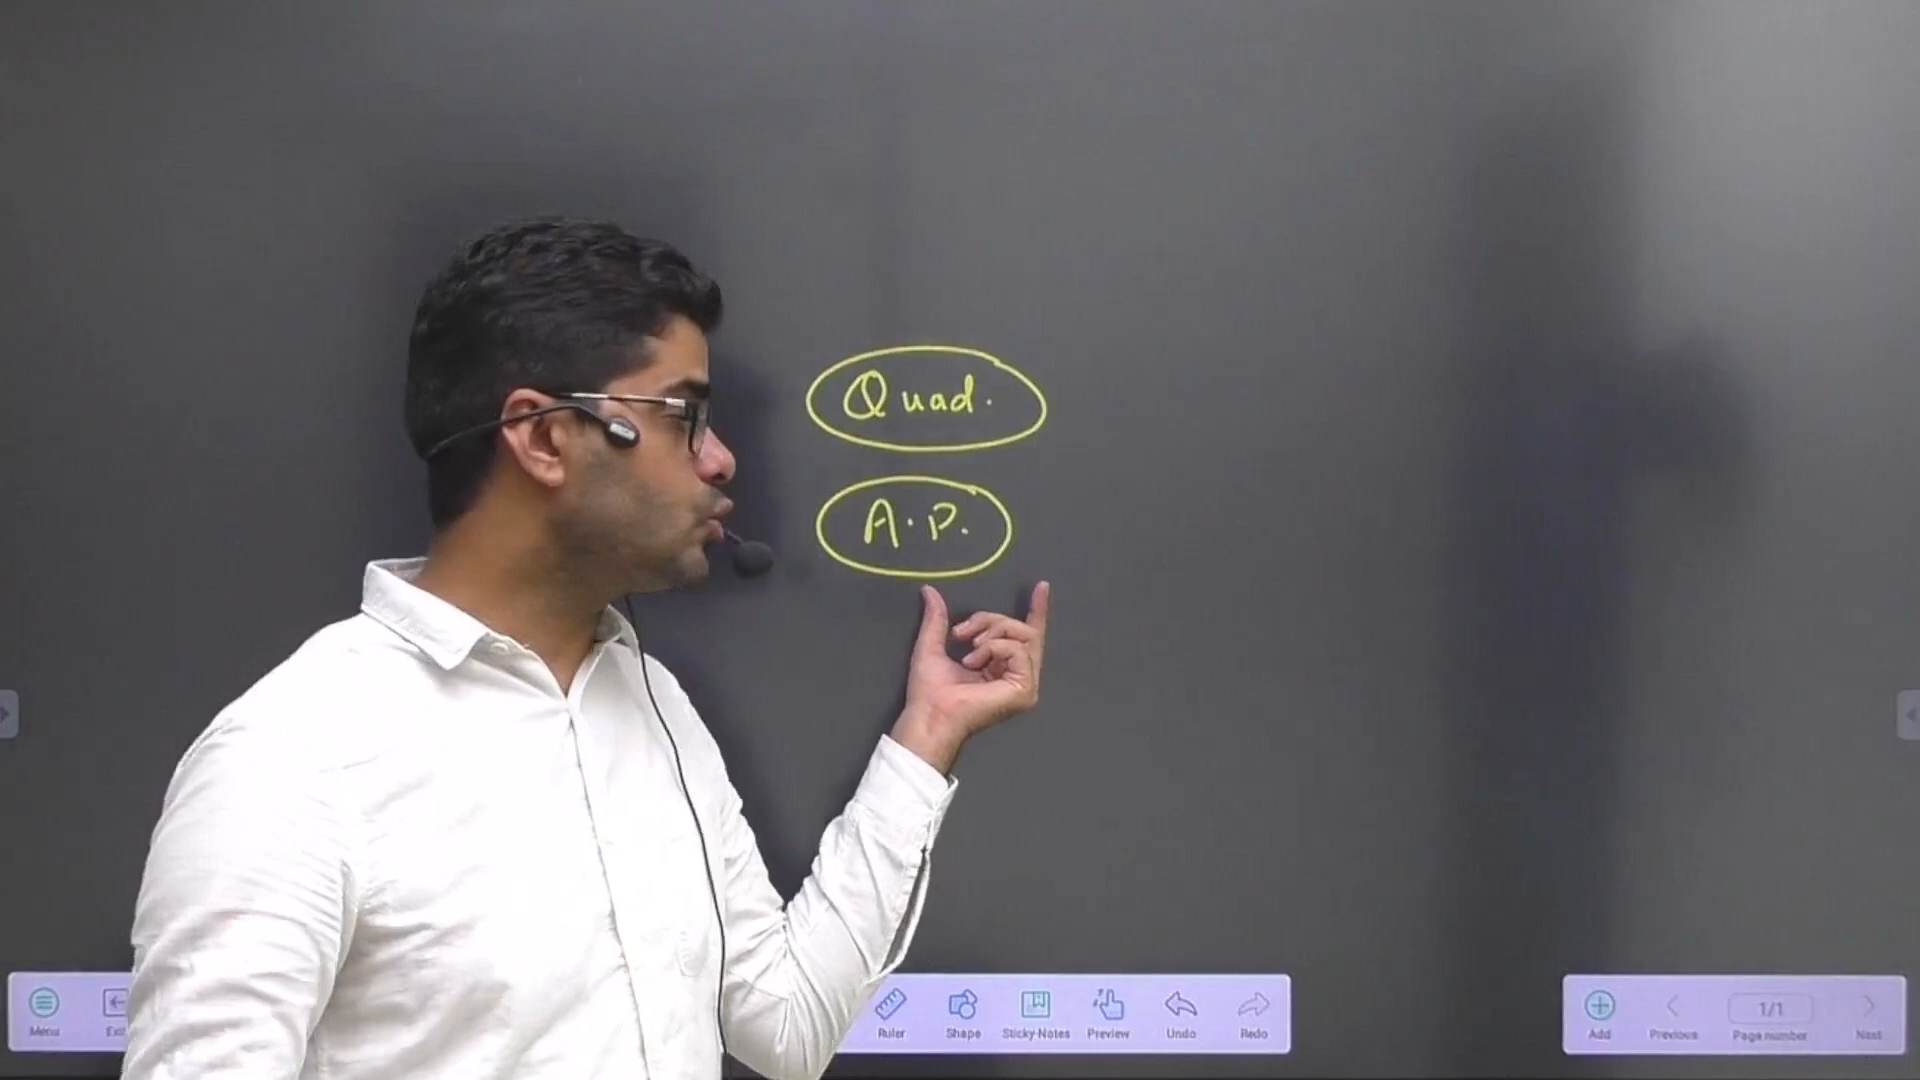 Quad.
A.P.
Menu
Ruler Shape Sticky-Notes Preview Undo Redo
Add Previous 1/1 Page number Next